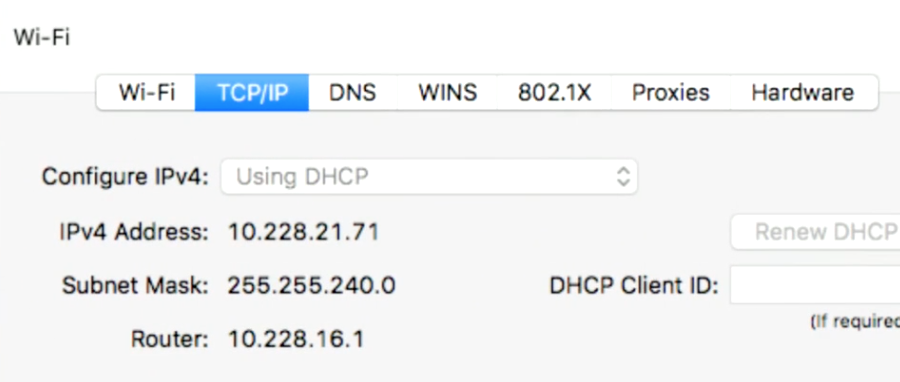 Wi-Fi
Wi-Fi TCP/IP DNS WINS 802.1X Proxies Hardware
Configure IPv4: Using DHCP
IPv4 Address: 10.228.21.71 Renew DHCP
Subnet Mask: 255.255.240.0 DHCP Client ID:
(If required
Router: 10.228.16.1